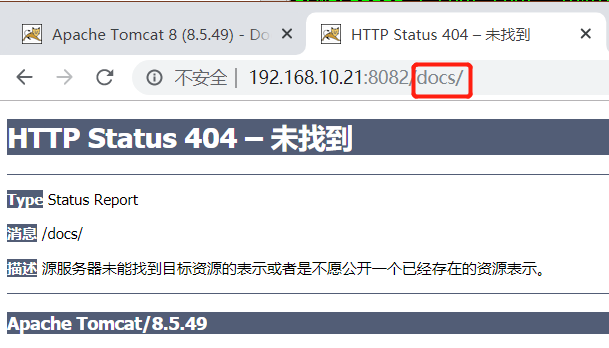 Apache Tomcat 8 (8.5.49) - Do
HTTP Status 404 – 未找到
不安全 | 192.168.10.21:8082/docs/
HTTP Status 404 – 未找到
Type Status Report
消息 /docs/
描述 源服务器未能找到目标资源的表示或者是不愿公开一个已经存在的资源表示。
Apache Tomcat/8.5.49